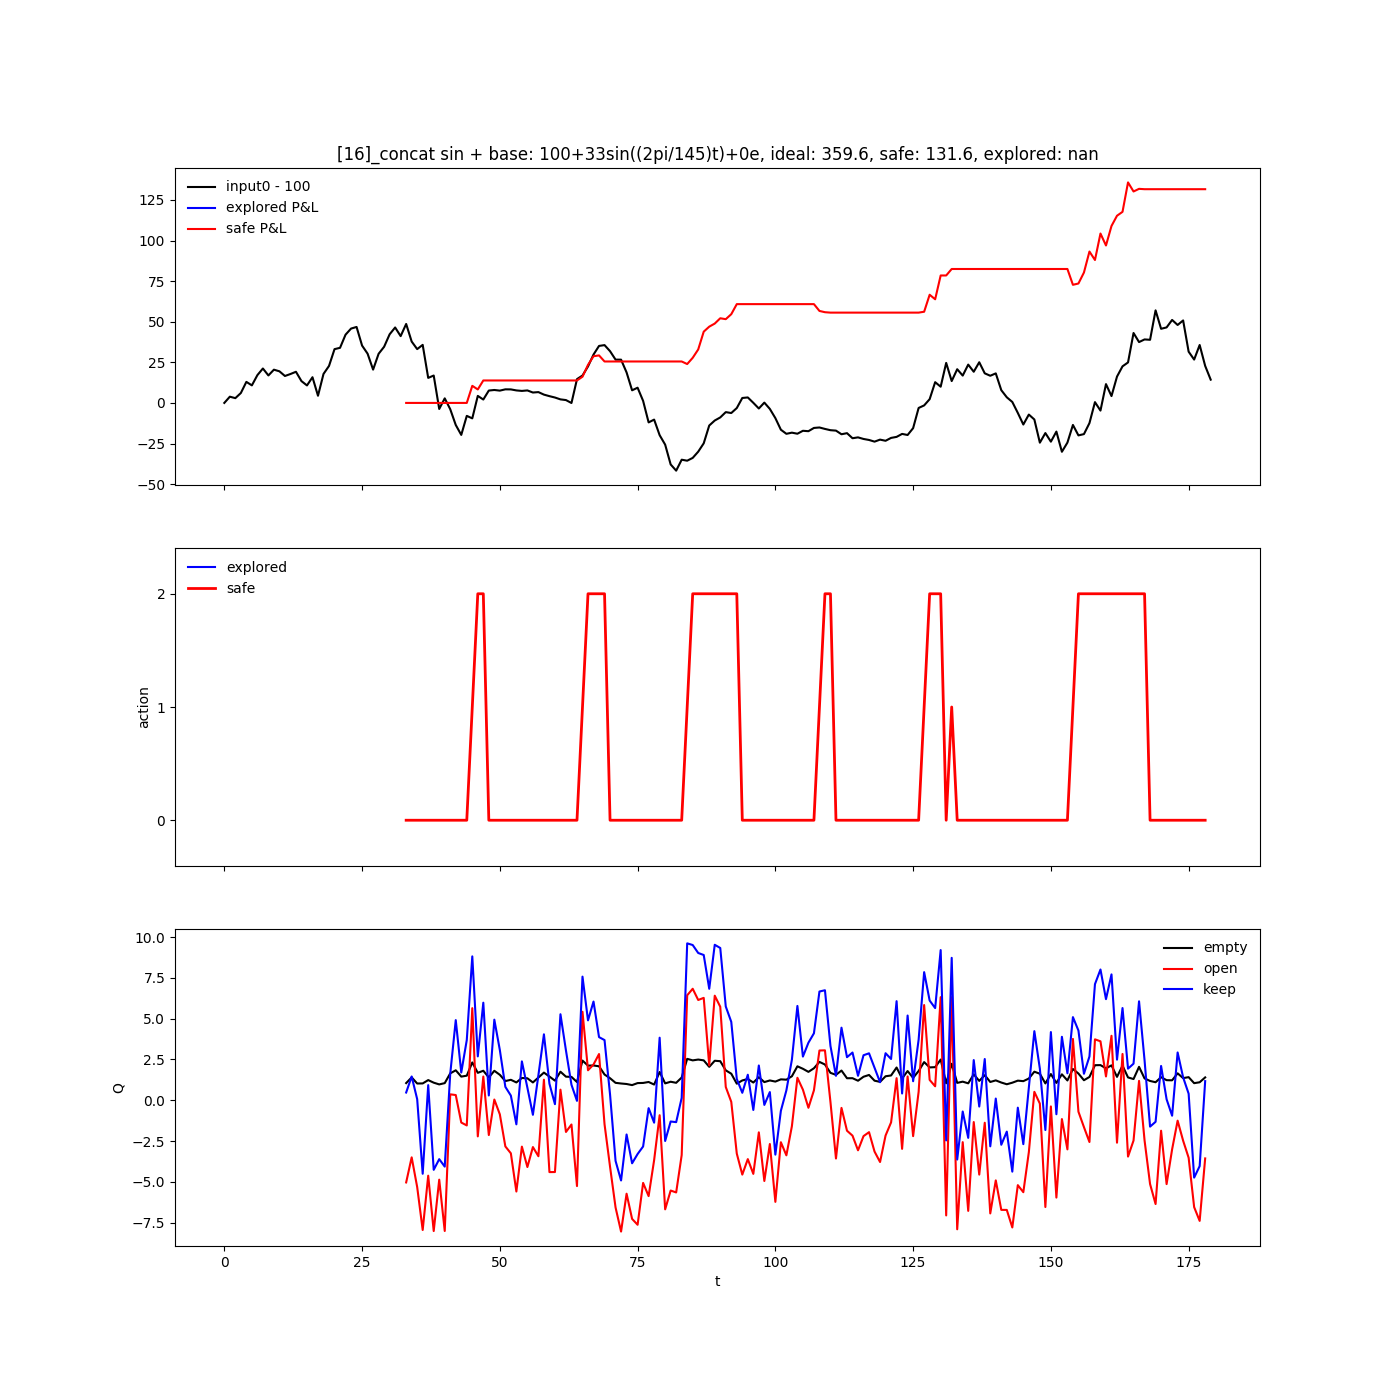 [16]_concat sin + base: 100+33sin((2pi/145)t)+0e, ideal: 359.6, safe: 131.6, explored: nan
input0 - 100
explored P&L
safe P&L
125
100
75
50
25
0
−25
−50
explored
safe
2
1
0
action
empty
open
keep
10.0
7.5
5.0
2.5
0.0
−2.5
−5.0
−7.5
Q
0 25 50 75 100 125 150 175
t